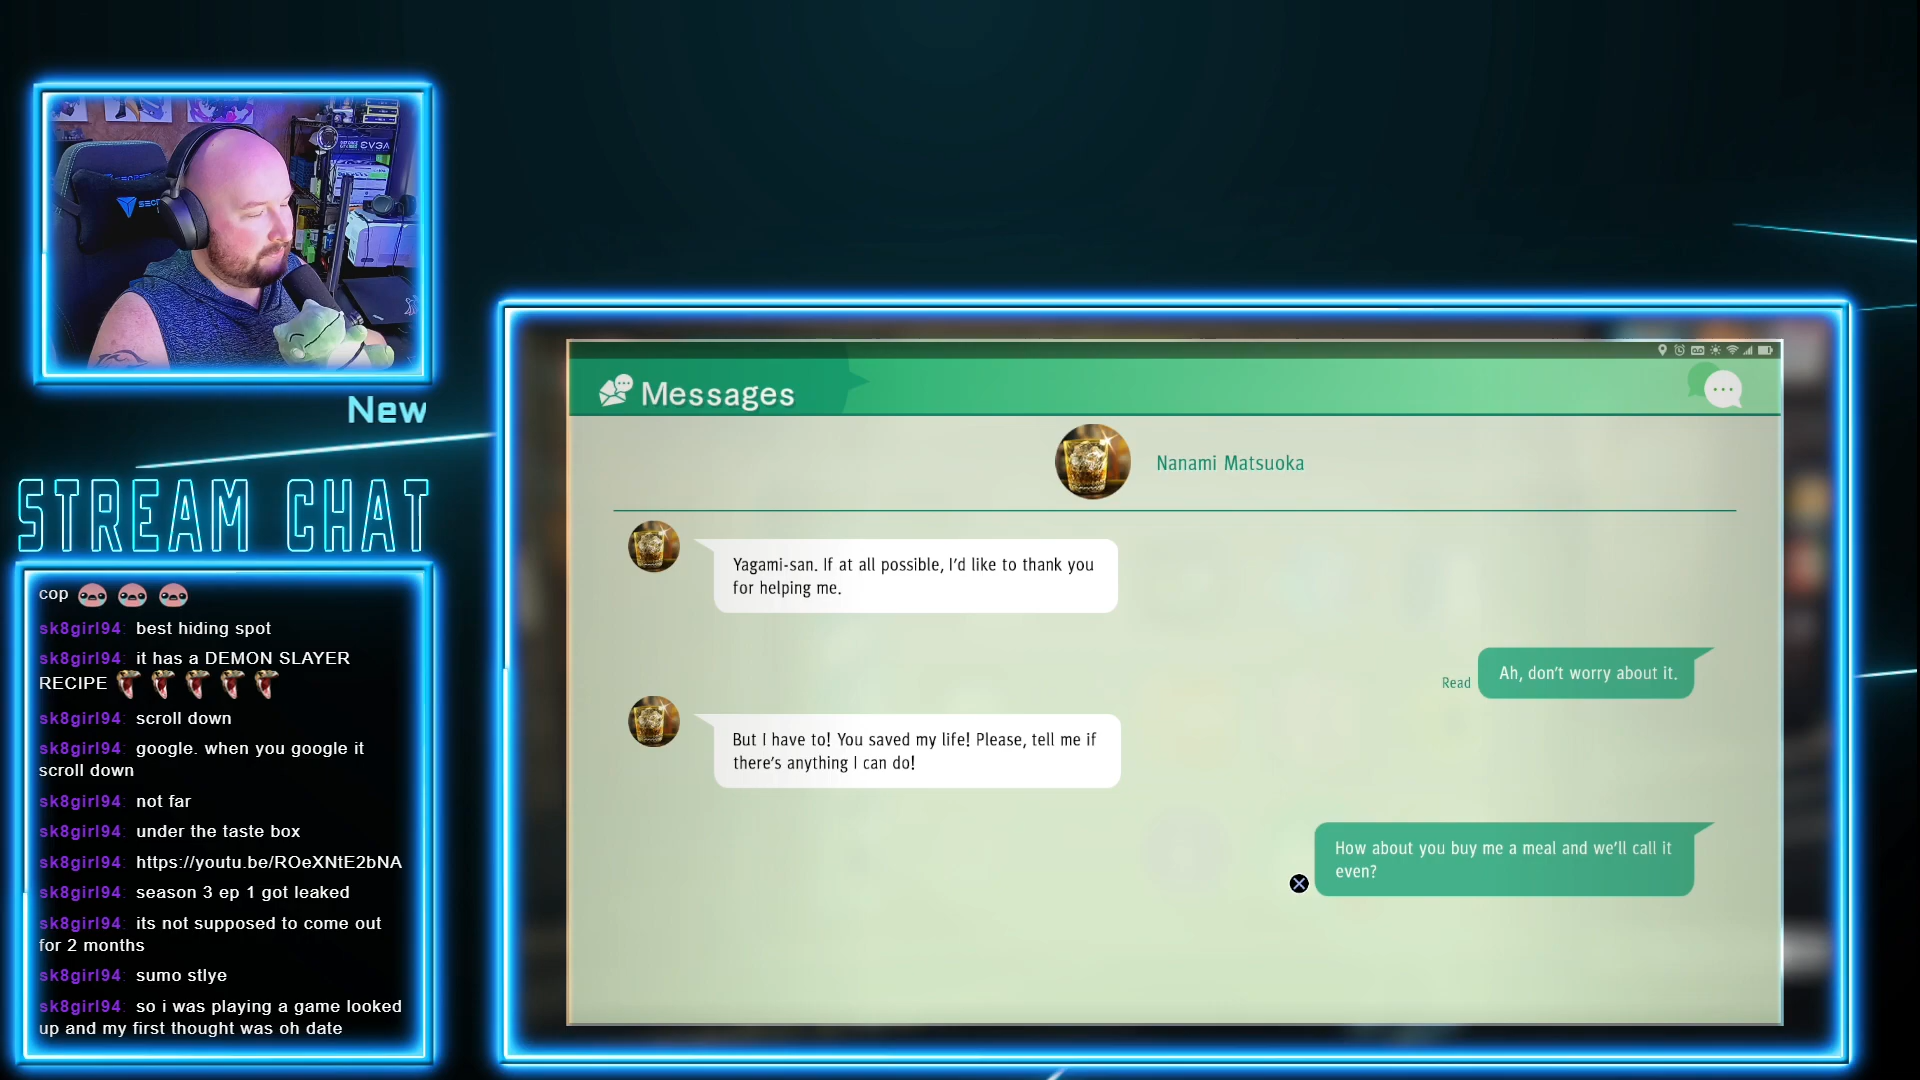 EVGA
New
STREAM CHAT
cop
sk8girl94: best hiding spot
sk8girl94: it has a DEMON SLAYER
RECIPE
sk8girl94: scroll down
sk8girl94: google. when you google it
scroll down
sk8girl94: not far
sk8girl94: under the taste box
sk8girl94: https://youtu.be/ROeXNtE2bNA
sk8girl94: season 3 ep 1 got leaked
sk8girl94: its not supposed to come out
for 2 months
sk8girl94: sumo stlye
sk8girl94: so i was playing a game looked
up and my first thought was oh date
Messages
Nanami Matsuoka
Yagami-san. If at all possible, I'd like to thank you
for helping me.
Ah, don't worry about it.
Read
But I have to! You saved my life! Please, tell me if
there's anything I can do!
How about you buy me a meal and we'll call it
even?